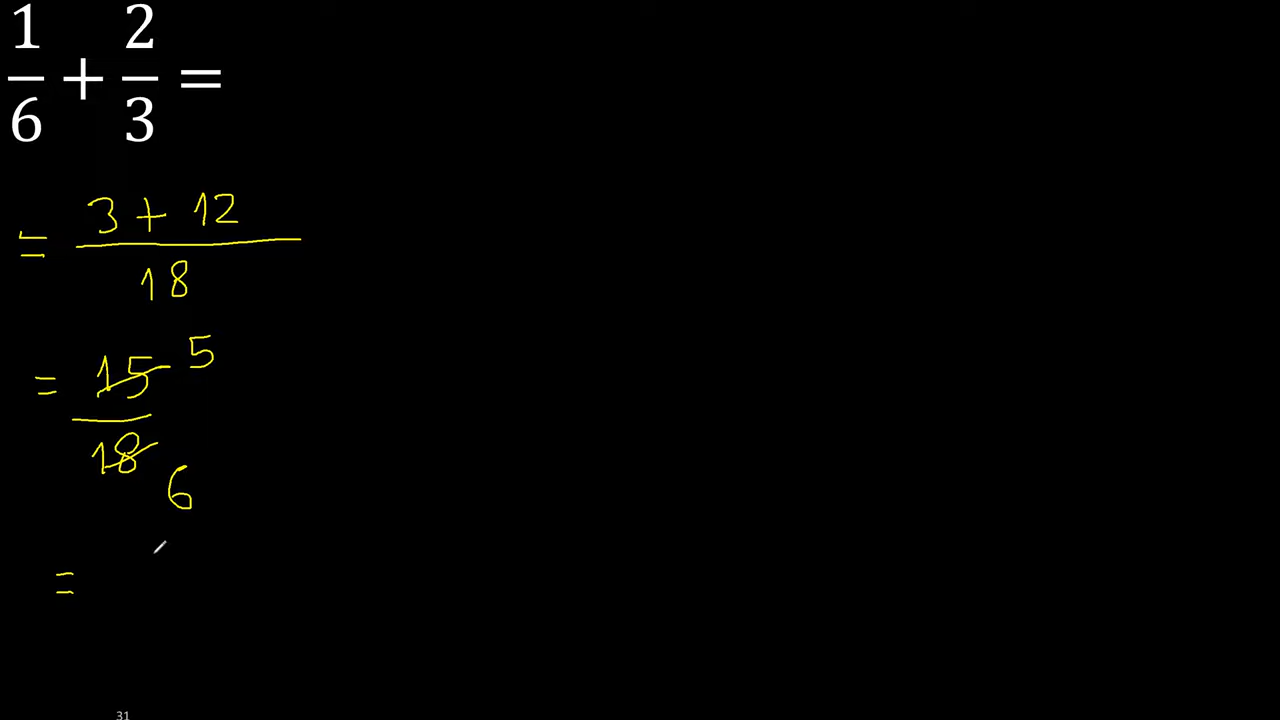 1/6 + 2/3 =
= (3 + 12)/18
= 15/18 5 6
=
31